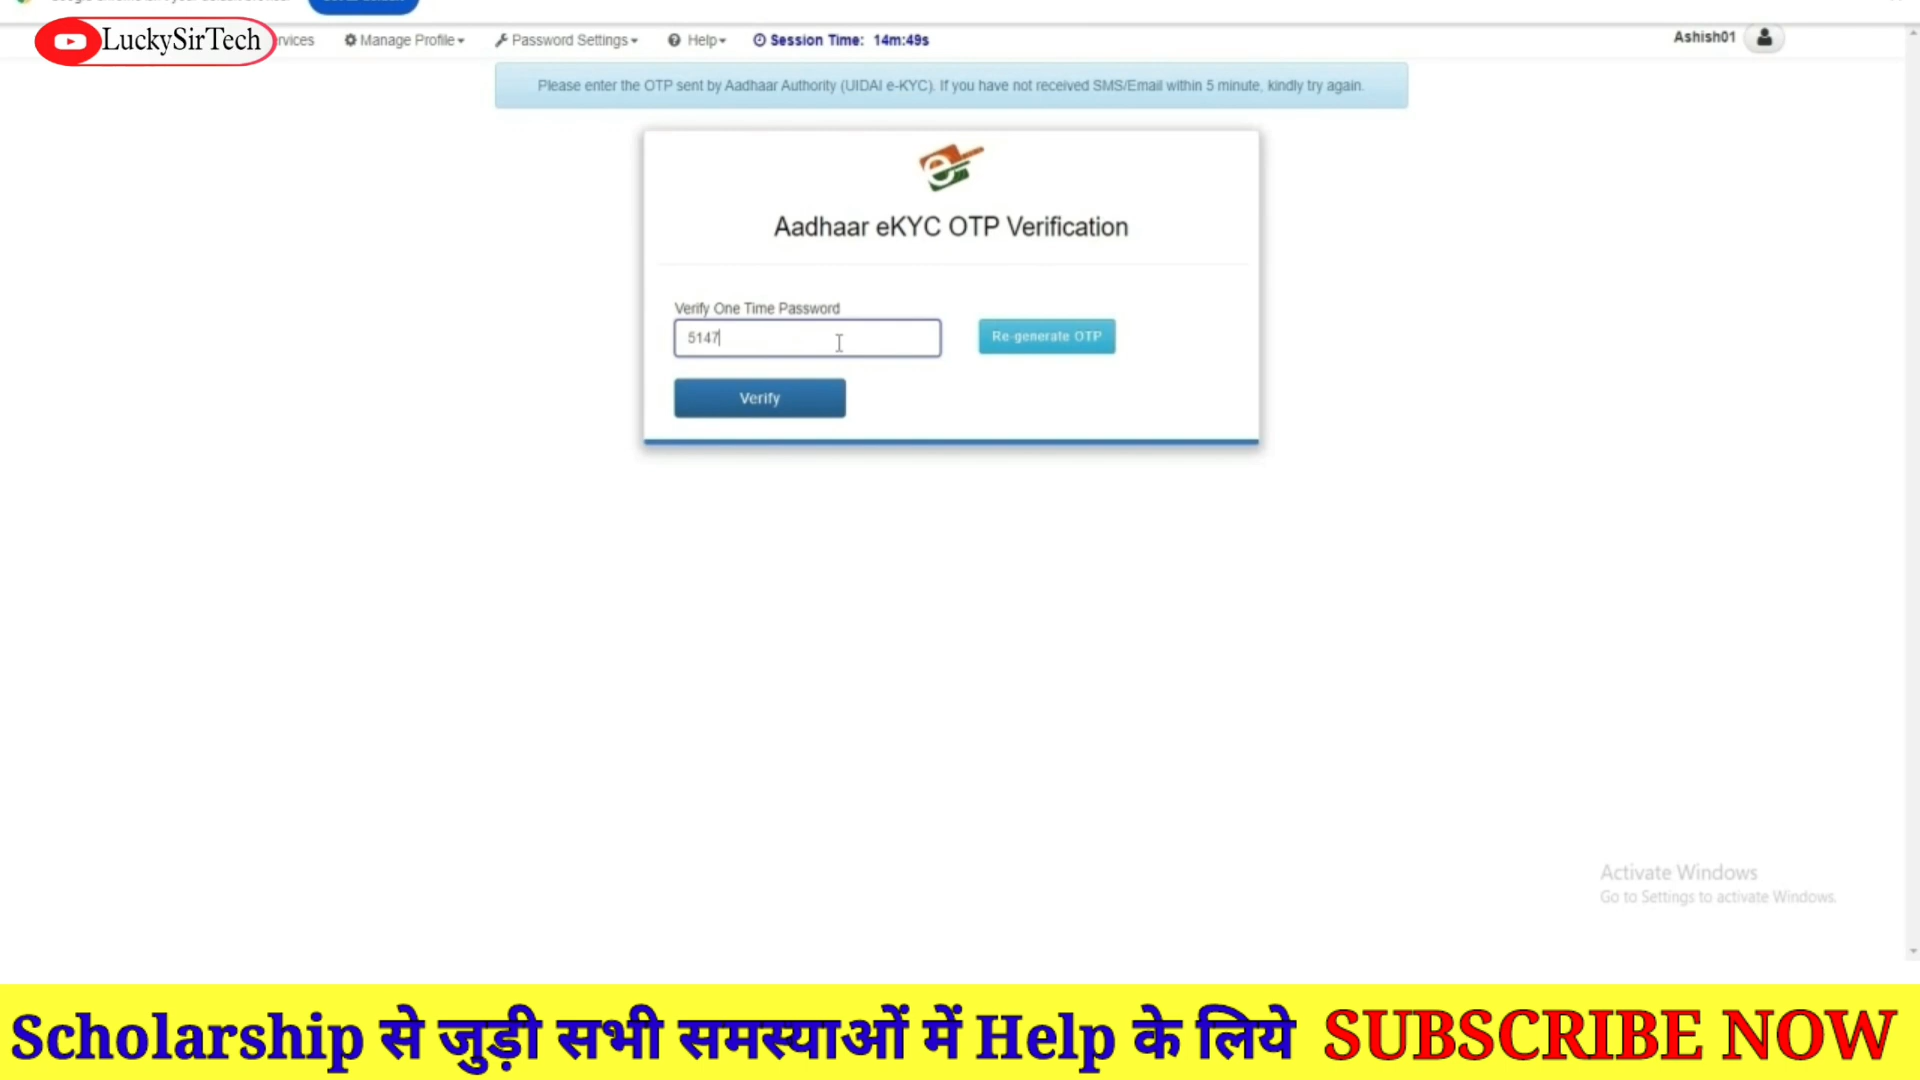 LuckySirTech
rvices
Manage Profile
Password Settings
Help
Session Time: 14m:49s
Ashish01
Please enter the OTP sent by Aadhaar Authority (UIDAI e-KYC). If you have not received SMS/Email within 5 minute, kindly try again.
Aadhaar eKYC OTP Verification
Verify One Time Password
5147
Re-generate OTP
Verify
Activate Windows
Go to Settings to activate Windows.
Scholarship से जुड़ी सभी समस्याओं में Help के लिये SUBSCRIBE NOW